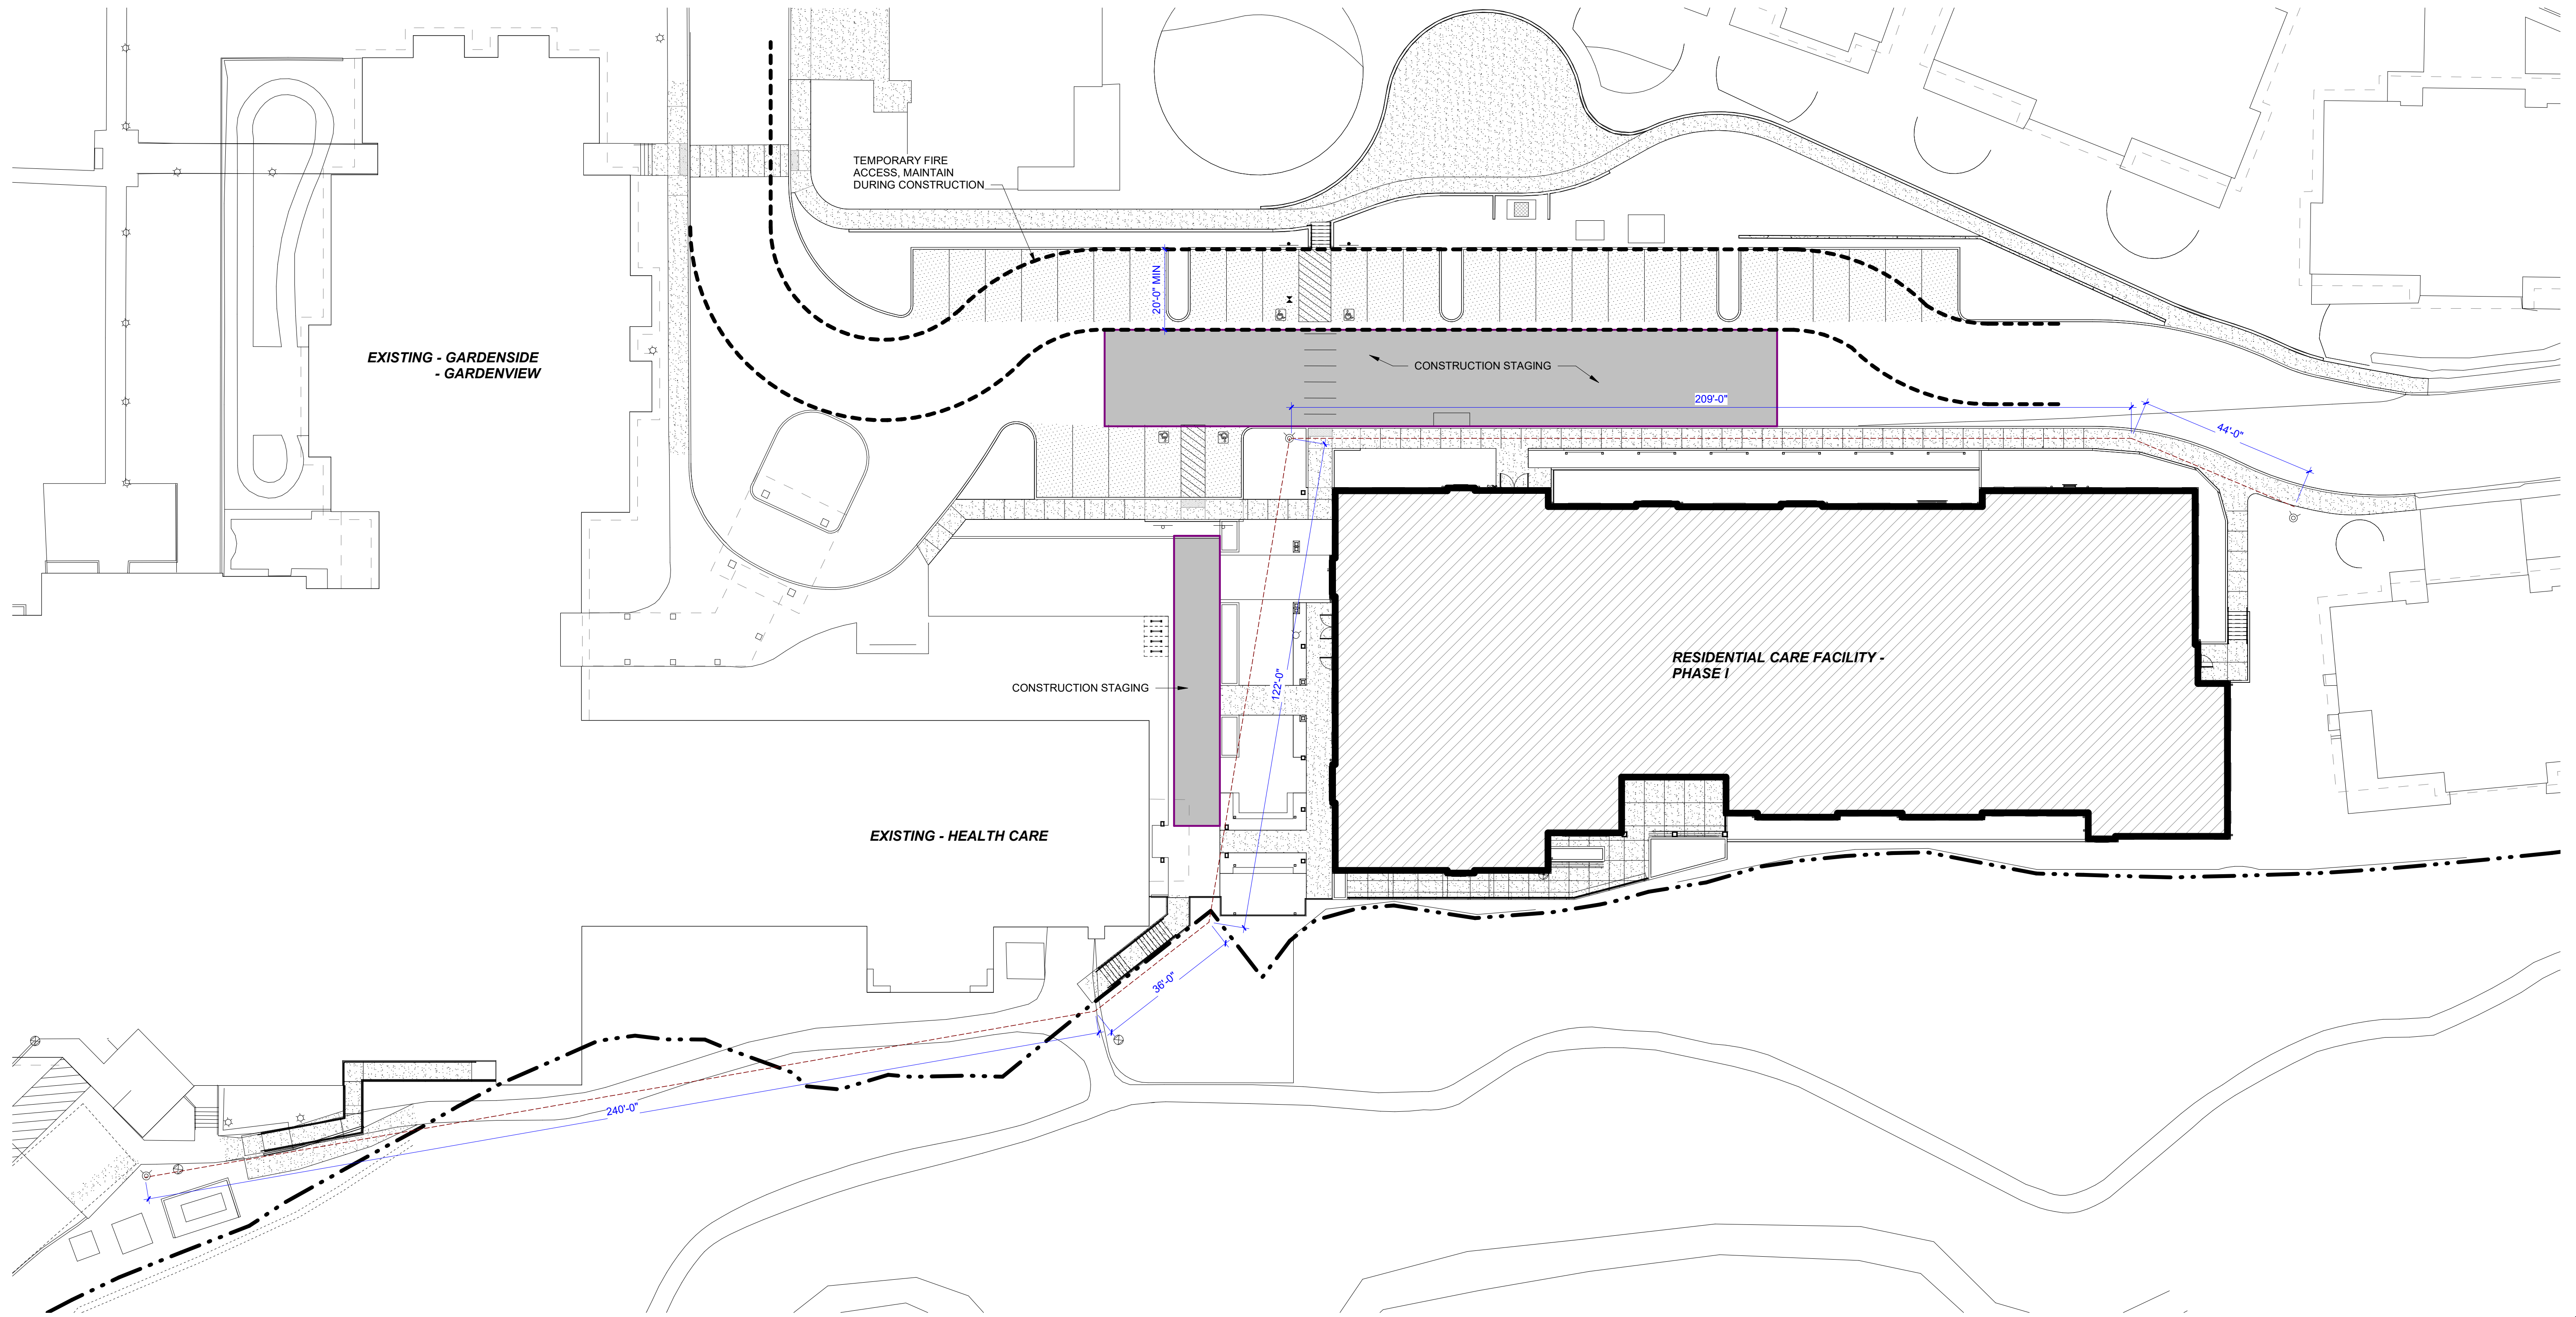 TEMPORARY FIRE
ACCESS, MAINTAIN
DURING CONSTRUCTION
20'-0" MIN
EXISTING - GARDENSIDE
- GARDENVIEW
CONSTRUCTION STAGING
209'-0"
44'-0"
RESIDENTIAL CARE FACILITY -
PHASE I
CONSTRUCTION STAGING
122'-0"
EXISTING - HEALTH CARE
36'-0"
240'-0"